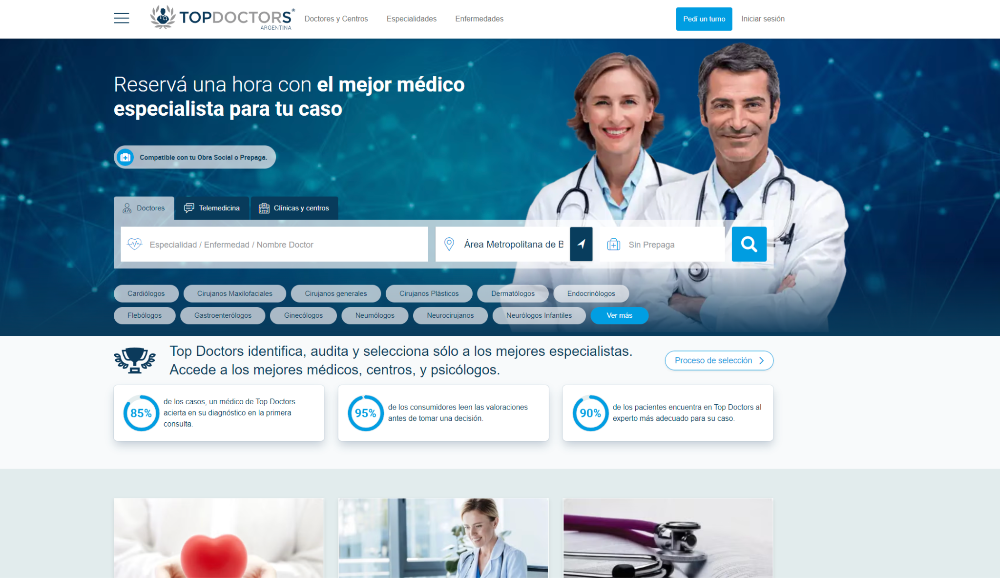 TOPDOCTORS®
ARGENTINA
Doctores y Centros
Especialidades
Enfermedades
Pedí un turno
Iniciar sesión
Reservá una hora con el mejor médico
especialista para tu caso
Compatible con tu Obra Social o Prepaga.
Doctores
Telemedicina
Clínicas y centros
Especialidad / Enfermedad / Nombre Doctor
Área Metropolitana de B
Sin Prepaga
Cardiólogos
Cirujanos Maxilofaciales
Cirujanos generales
Cirujanos Plásticos
Dermatólogos
Endocrinólogos
Flebólogos
Gastroenterólogos
Ginecólogos
Neumólogos
Neurocirujanos
Neurólogos Infantiles
Ver más
Top Doctors identifica, audita y selecciona sólo a los mejores especialistas.
Accede a los mejores médicos, centros, y psicólogos.
Proceso de selección
85%
de los casos, un médico de Top Doctors
acierta en su diagnóstico en la primera
consulta.
95%
de los consumidores leen las valoraciones
antes de tomar una decisión.
90%
de los pacientes encuentra en Top Doctors al
experto más adecuado para su caso.